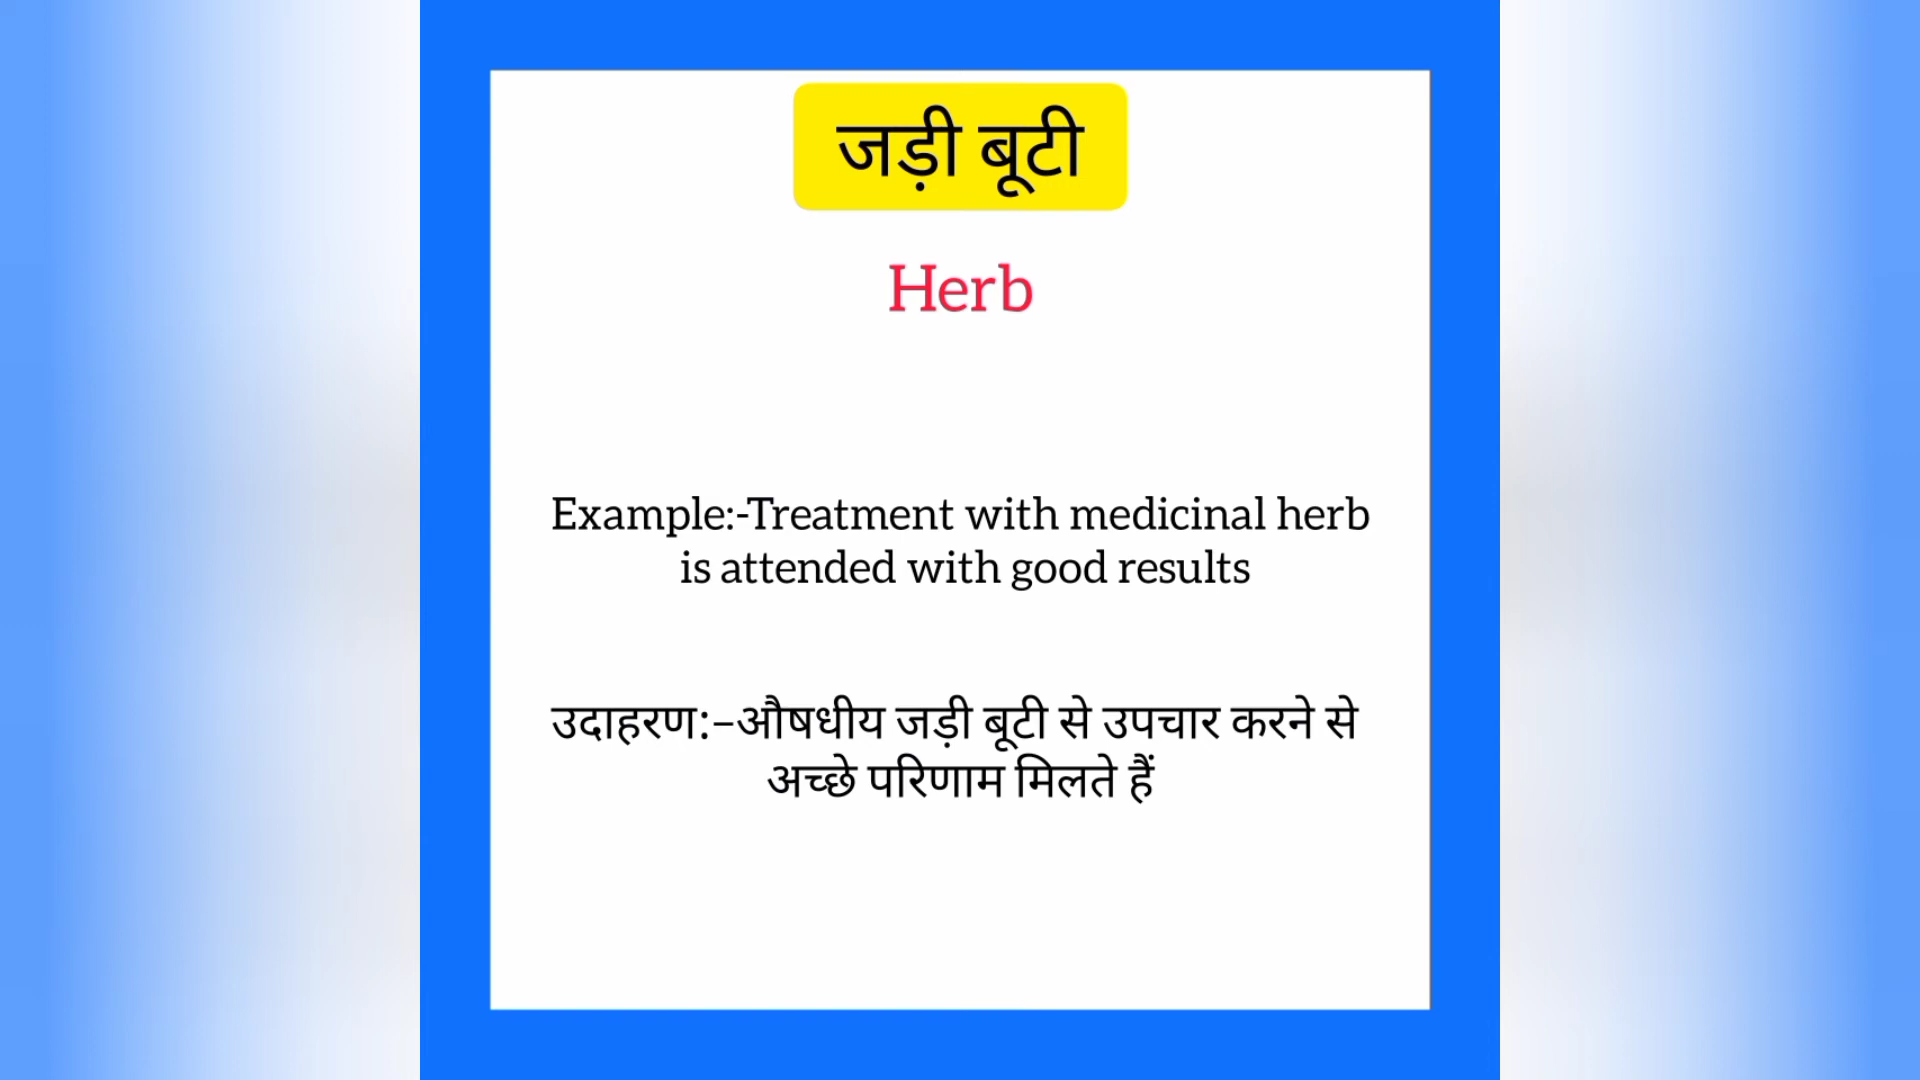 जड़ी बूटी
Herb
Example:-Treatment with medicinal herb
is attended with good results
उदाहरण:–औषधीय जड़ी बूटी से उपचार करने से
अच्छे परिणाम मिलते हैं